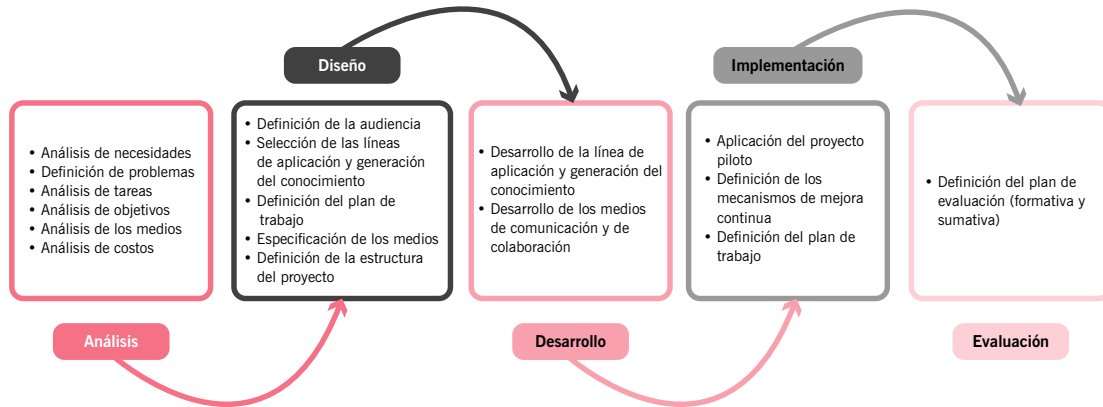 Diseño
Implementación
• Análisis de necesidades
• Definición de problemas
• Análisis de tareas
• Análisis de objetivos
• Análisis de los medios
• Análisis de costos
• Definición de la audiencia
• Selección de las líneas
de aplicación y generación
del conocimiento
• Definición del plan de
trabajo
• Especificación de los medios
• Definición de la estructura
del proyecto
• Desarrollo de la línea de
aplicación y generación del
conocimiento
• Desarrollo de los medios
de comunicación y de
colaboración
• Aplicación del proyecto
piloto
• Definición de los
mecanismos de mejora
continua
• Definición del plan de
trabajo
• Definición del plan de
evaluación (formativa y
sumativa)
Análisis
Desarrollo
Evaluación